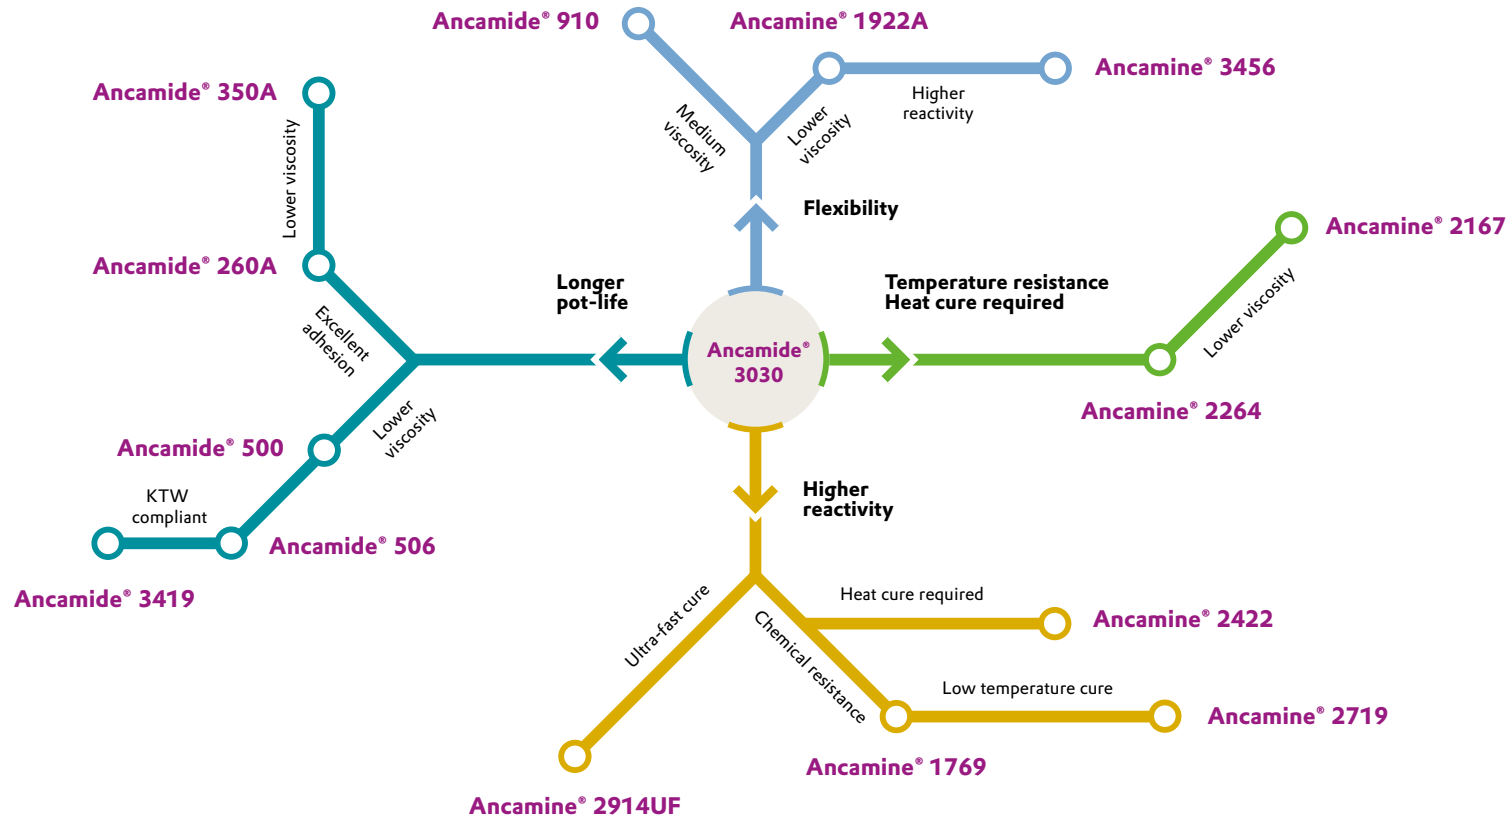 Ancamide® 910
Ancamine® 1922A
Ancamine® 3456
Higher
reactivity
Medium
viscosity
Lower
viscosity
Flexibility
Ancamide® 350A
Lower viscosity
Ancamide® 260A
Excellent
adhesion
Longer
pot-life
Lower
viscosity
Ancamide® 500
KTW
compliant
Ancamide® 506
Ancamide® 3419
Ancamide®
3030
Temperature resistance
Heat cure required
Ancamine® 2167
Lower viscosity
Ancamine® 2264
Higher
reactivity
Ultra-fast cure
Chemical resistance
Heat cure required
Ancamine® 2422
Low temperature cure
Ancamine® 2719
Ancamine® 1769
Ancamine® 2914UF